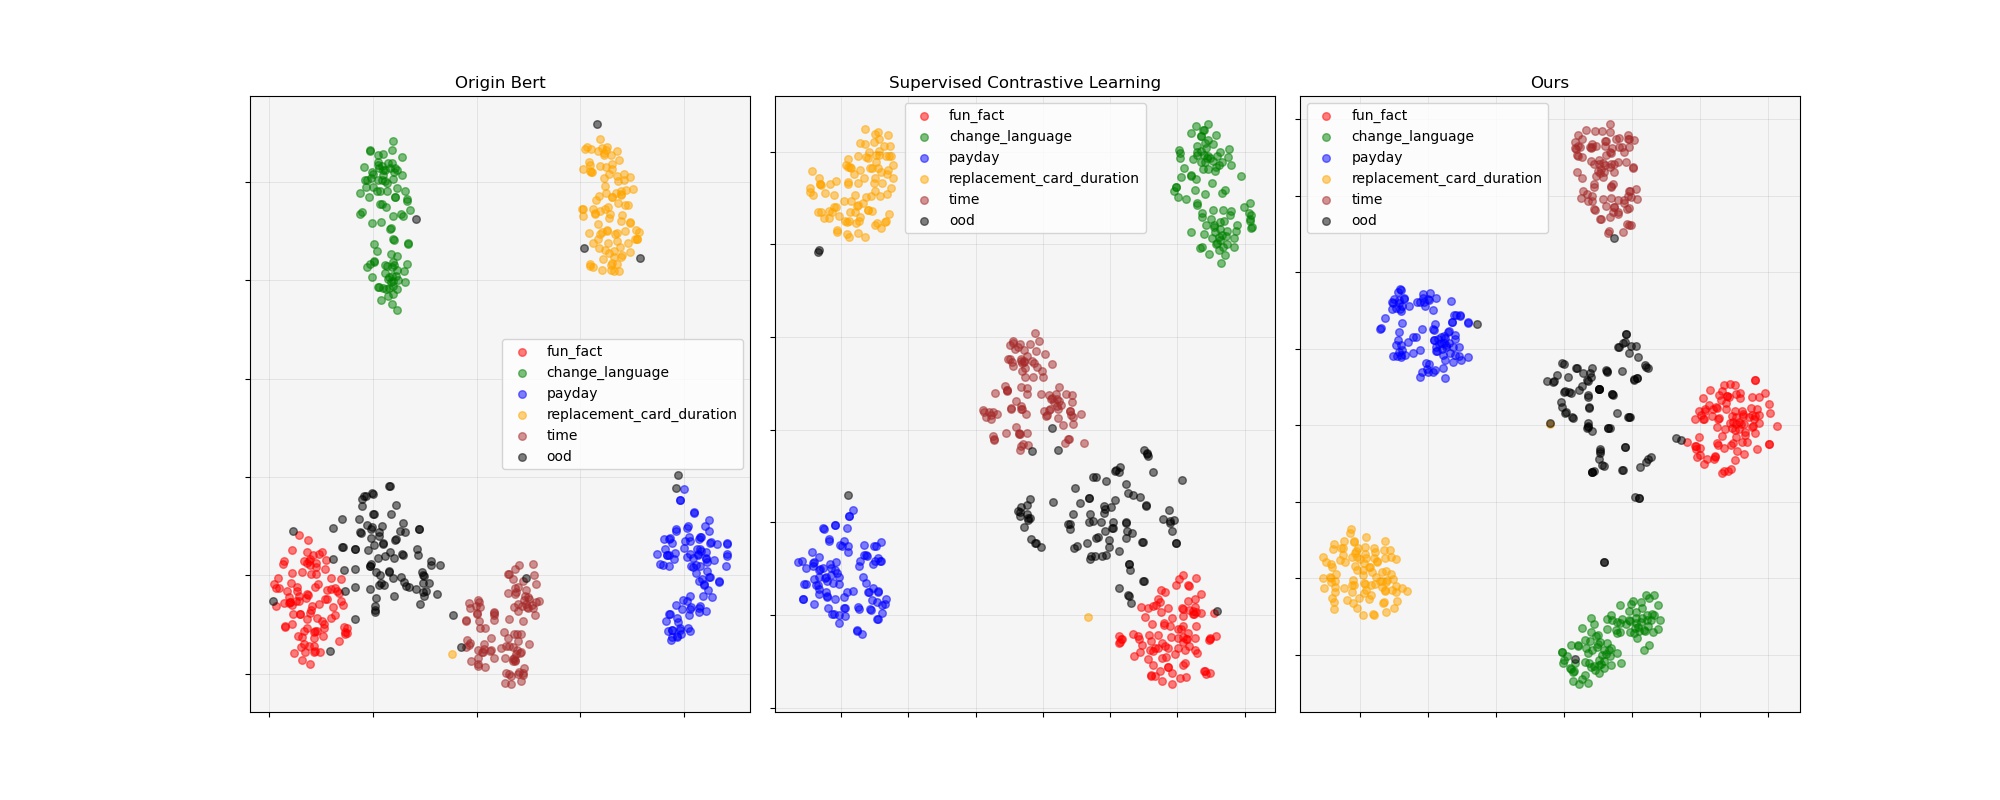 Origin Bert
fun_fact
change_language
payday
replacement_card_duration
time
ood
Supervised Contrastive Learning
fun_fact
change_language
payday
replacement_card_duration
time
ood
Ours
fun_fact
change_language
payday
replacement_card_duration
time
ood